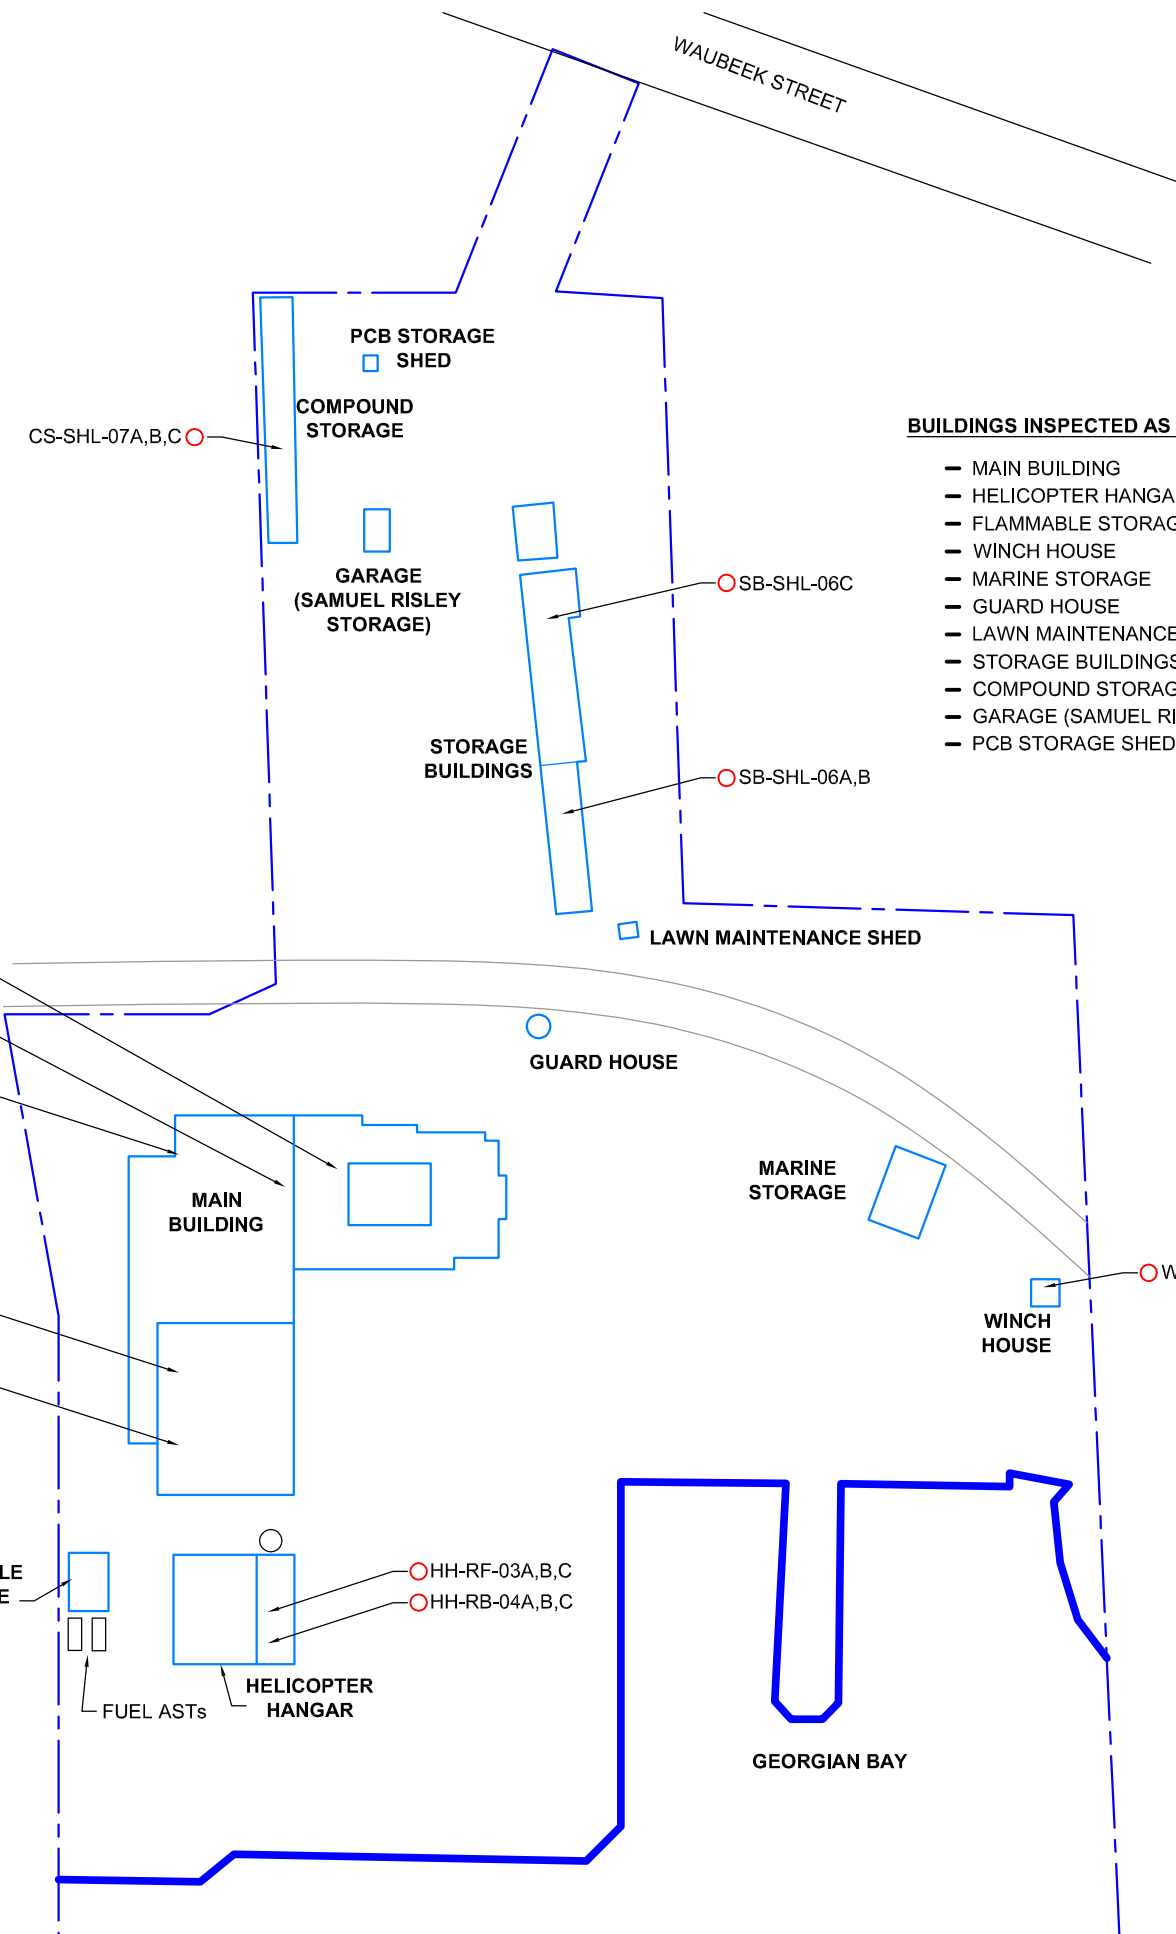 WAUBEEK STREET
PCB STORAGE
SHED
COMPOUND
STORAGE
CS-SHL-07A,B,C
BUILDINGS INSPECTED AS
- MAIN BUILDING
- HELICOPTER HANGA
- FLAMMABLE STORAG
- WINCH HOUSE
- MARINE STORAGE
- GUARD HOUSE
- LAWN MAINTENANCE
- STORAGE BUILDINGS
- COMPOUND STORAG
- GARAGE (SAMUEL RI
- PCB STORAGE SHED
GARAGE
(SAMUEL RISLEY
STORAGE)
SB-SHL-06C
STORAGE
BUILDINGS
SB-SHL-06A,B
LAWN MAINTENANCE SHED
GUARD HOUSE
MAIN
BUILDING
MARINE
STORAGE
W
WINCH
HOUSE
LE
E
HH-RF-03A,B,C
HH-RB-04A,B,C
HELICOPTER
HANGAR
FUEL ASTs
GEORGIAN BAY